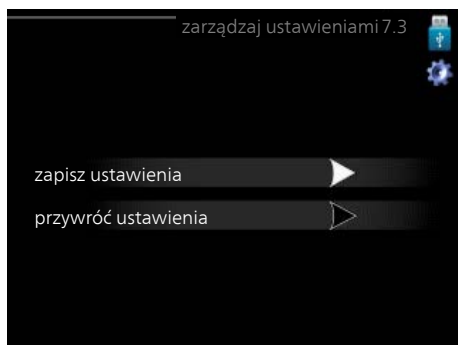 zarządzaj ustawieniami 7.3
zapisz ustawienia
przywróć ustawienia